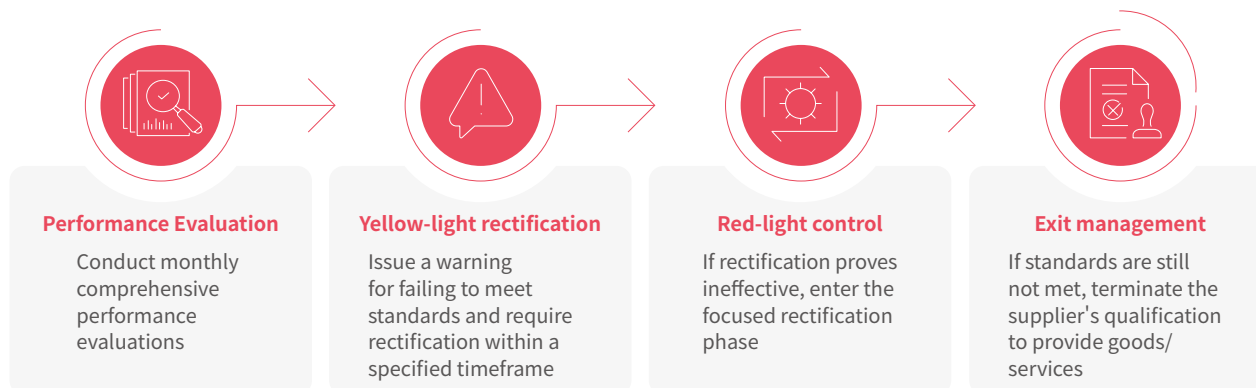 Performance Evaluation
Conduct monthly
comprehensive
performance
evaluations
Yellow-light rectification
Issue a warning
for failing to meet
standards and require
rectification within a
specified timeframe
Red-light control
If rectification proves
ineffective, enter the
focused rectification
phase
Exit management
If standards are still
not met, terminate the
supplier's qualification
to provide goods/
services